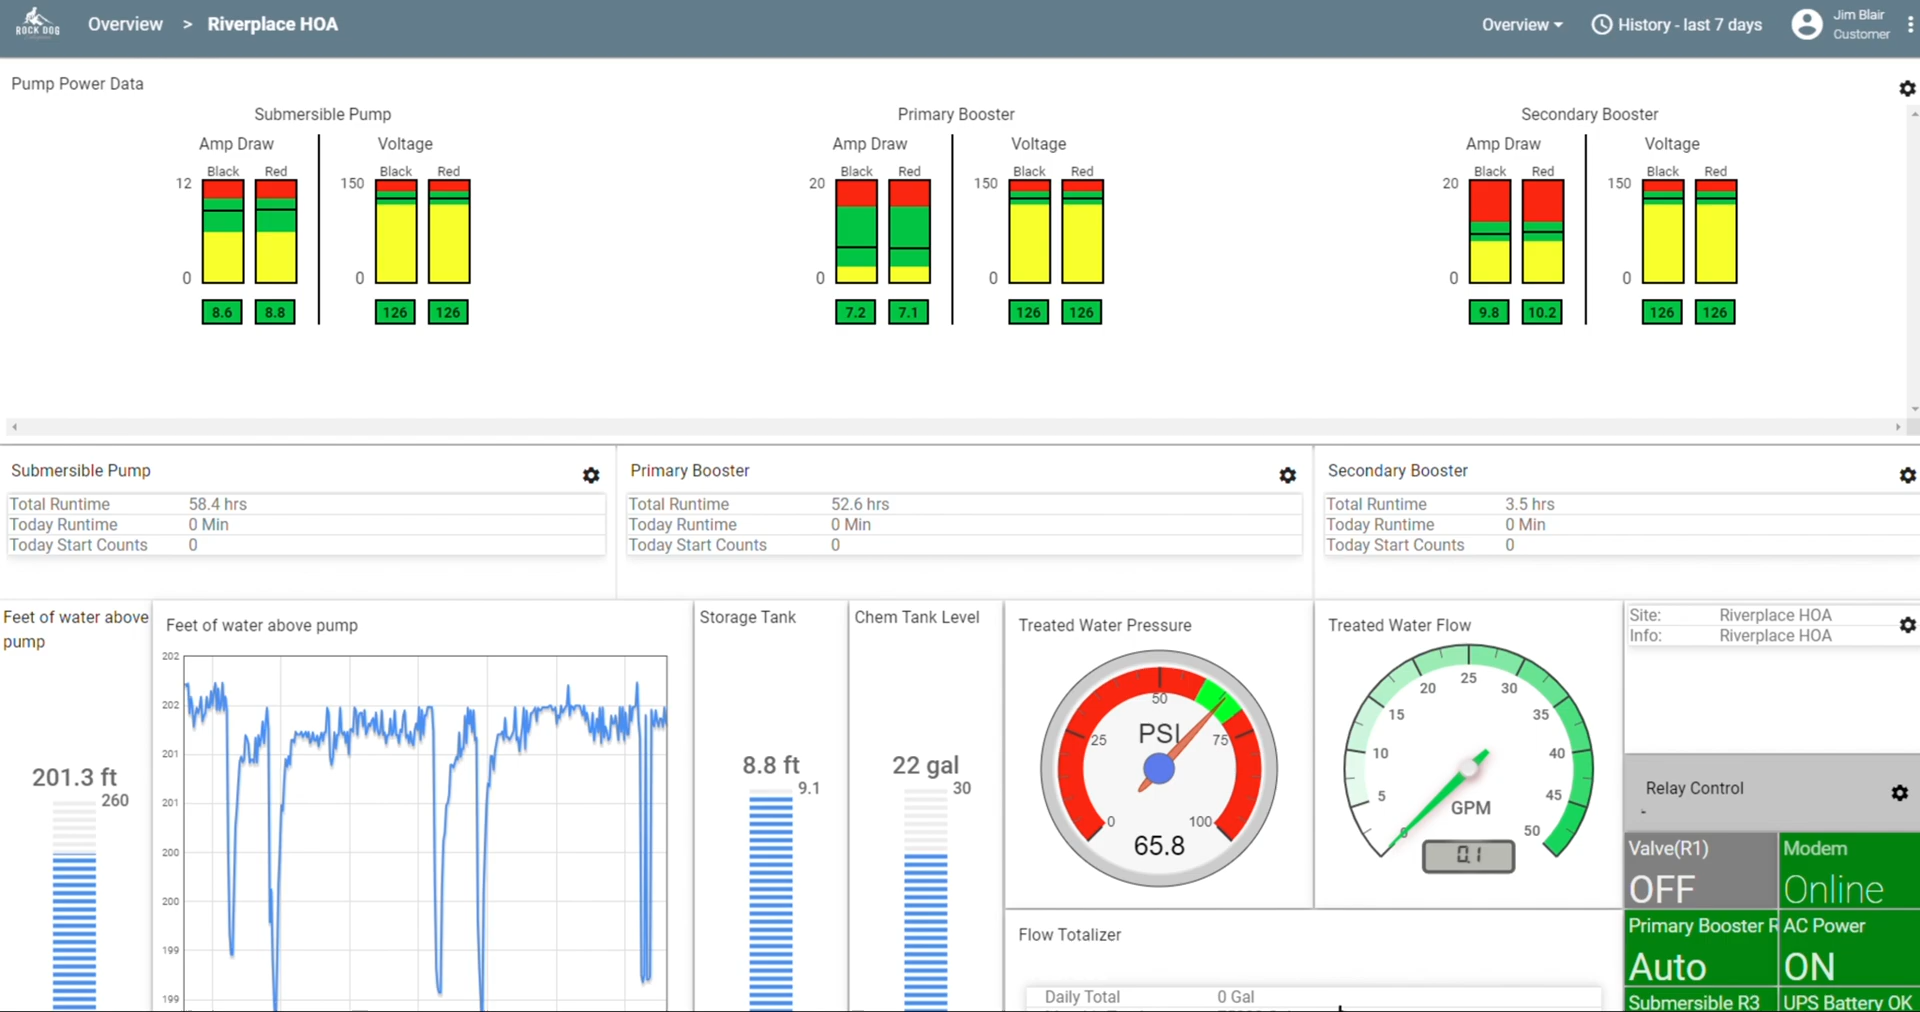 ROCK DOG
Overview > Riverplace HOA
Overview
History - last 7 days
Jim Blair
Customer
Pump Power Data
Submersible Pump
Amp Draw
Voltage
Black Red
Black Red
12
0
150
0
8.6 8.8
126 126
Primary Booster
Amp Draw
Voltage
Black Red
Black Red
20
0
150
0
7.2 7.1
126 126
Secondary Booster
Amp Draw
Voltage
Black Red
Black Red
20
0
150
0
9.8 10.2
126 126
Submersible Pump
Total Runtime 58.4 hrs
Today Runtime 0 Min
Today Start Counts 0
Primary Booster
Total Runtime 52.6 hrs
Today Runtime 0 Min
Today Start Counts 0
Secondary Booster
Total Runtime 3.5 hrs
Today Runtime 0 Min
Today Start Counts 0
Feet of water above
pump
201.3 ft
260
Feet of water above pump
202
202
201
201
200
200
199
199
Storage Tank
8.8 ft
9.1
Chem Tank Level
22 gal
30
Treated Water Pressure
0
25
50
75
100
PSI
65.8
Treated Water Flow
0
5
10
15
20
25
30
35
40
45
50
GPM
0.1
Flow Totalizer
Daily Total 0 Gal
Site: Riverplace HOA
Info: Riverplace HOA
Relay Control
-
Valve(R1)
OFF
Modem
Online
Primary Booster R
Auto
AC Power
ON
Submersible R3
UPS Battery OK